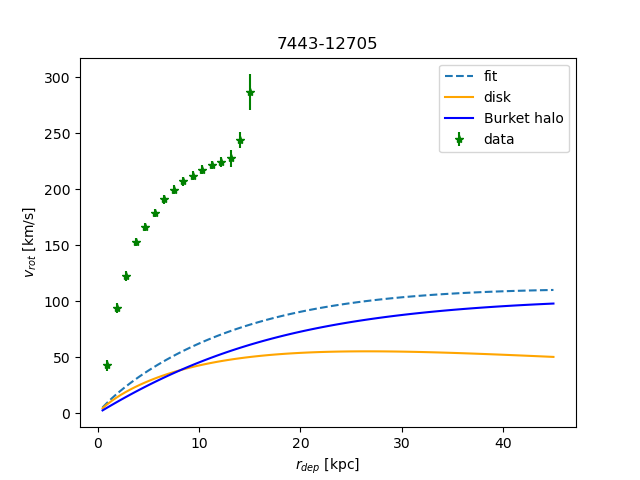 7443-12705
fit
disk
Burket halo
data
300
250
200
150
100
50
0
v_rot [km/s]
0 10 20 30 40
r_dep [kpc]